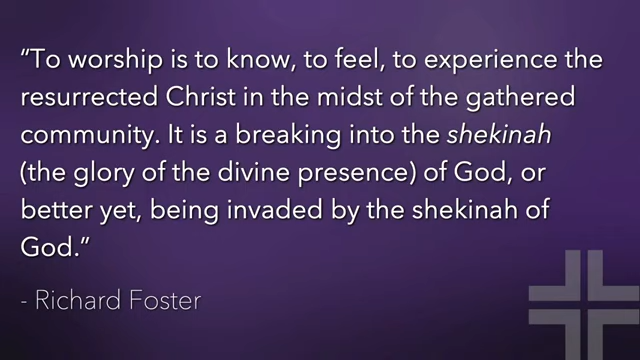 “To worship is to know, to feel, to experience the
resurrected Christ in the midst of the gathered
community. It is a breaking into the shekinah
(the glory of the divine presence) of God, or
better yet, being invaded by the shekinah of
God.”
- Richard Foster